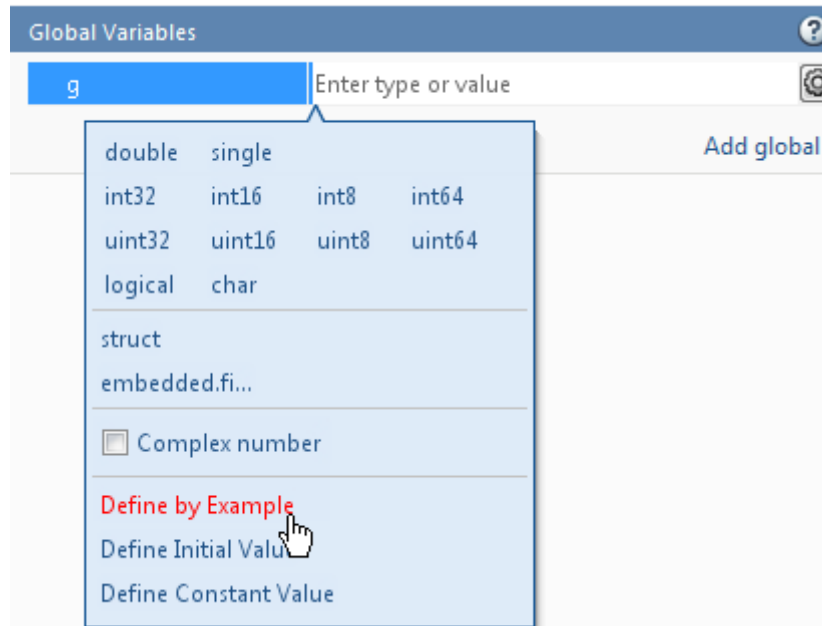 Global Variables ?
g Enter type or value
Add global
double single
int32 int16 int8 int64
uint32 uint16 uint8 uint64
logical char
struct
embedded.fi...
Complex number
Define by Example
Define Initial Valu
Define Constant Value